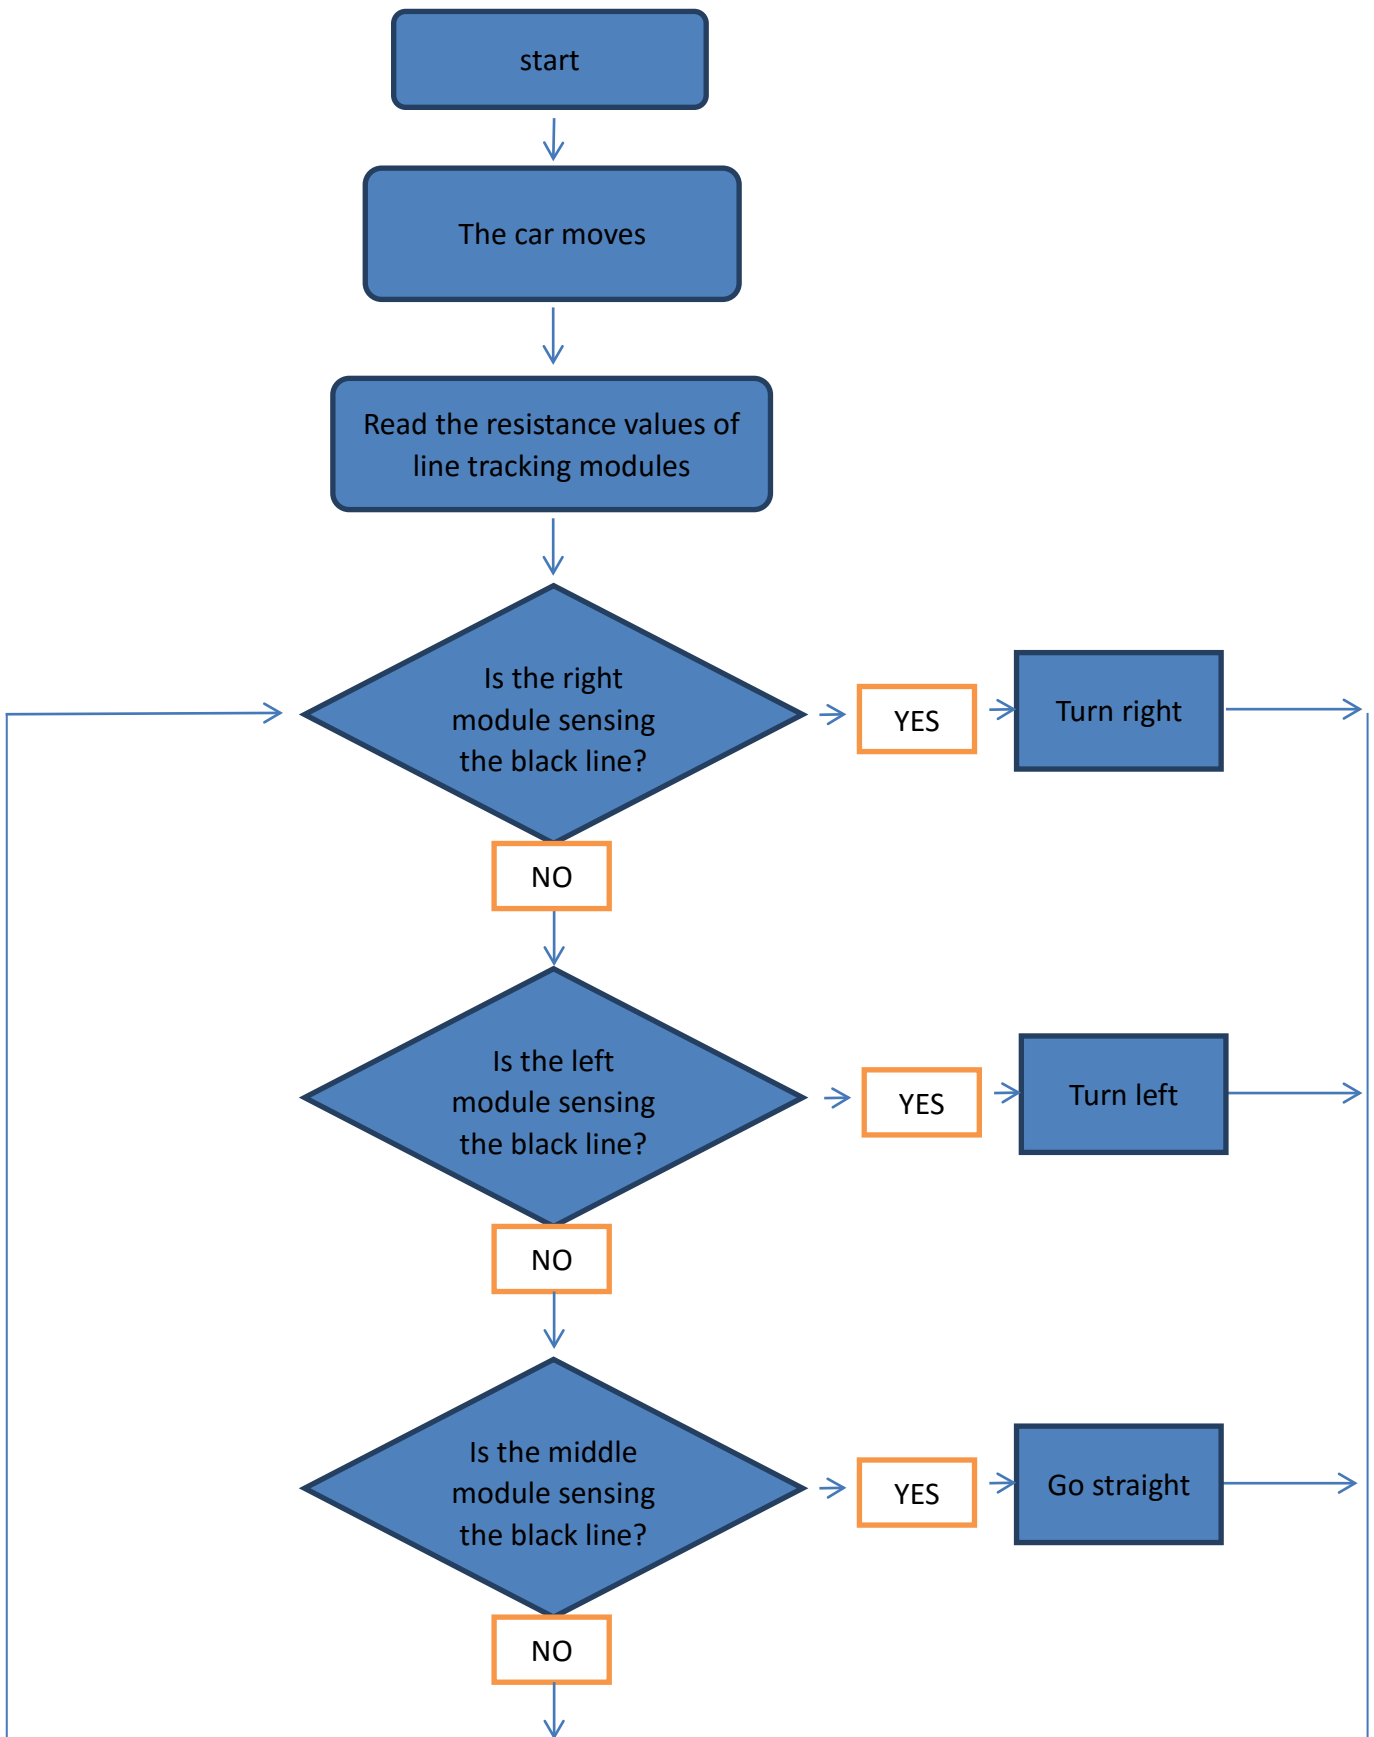 start
The car moves
Read the resistance values of
line tracking modules
Is the right
module sensing
the black line?
YES
Turn right
NO
Is the left
module sensing
the black line?
YES
Turn left
NO
Is the middle
module sensing
the black line?
YES
Go straight
NO